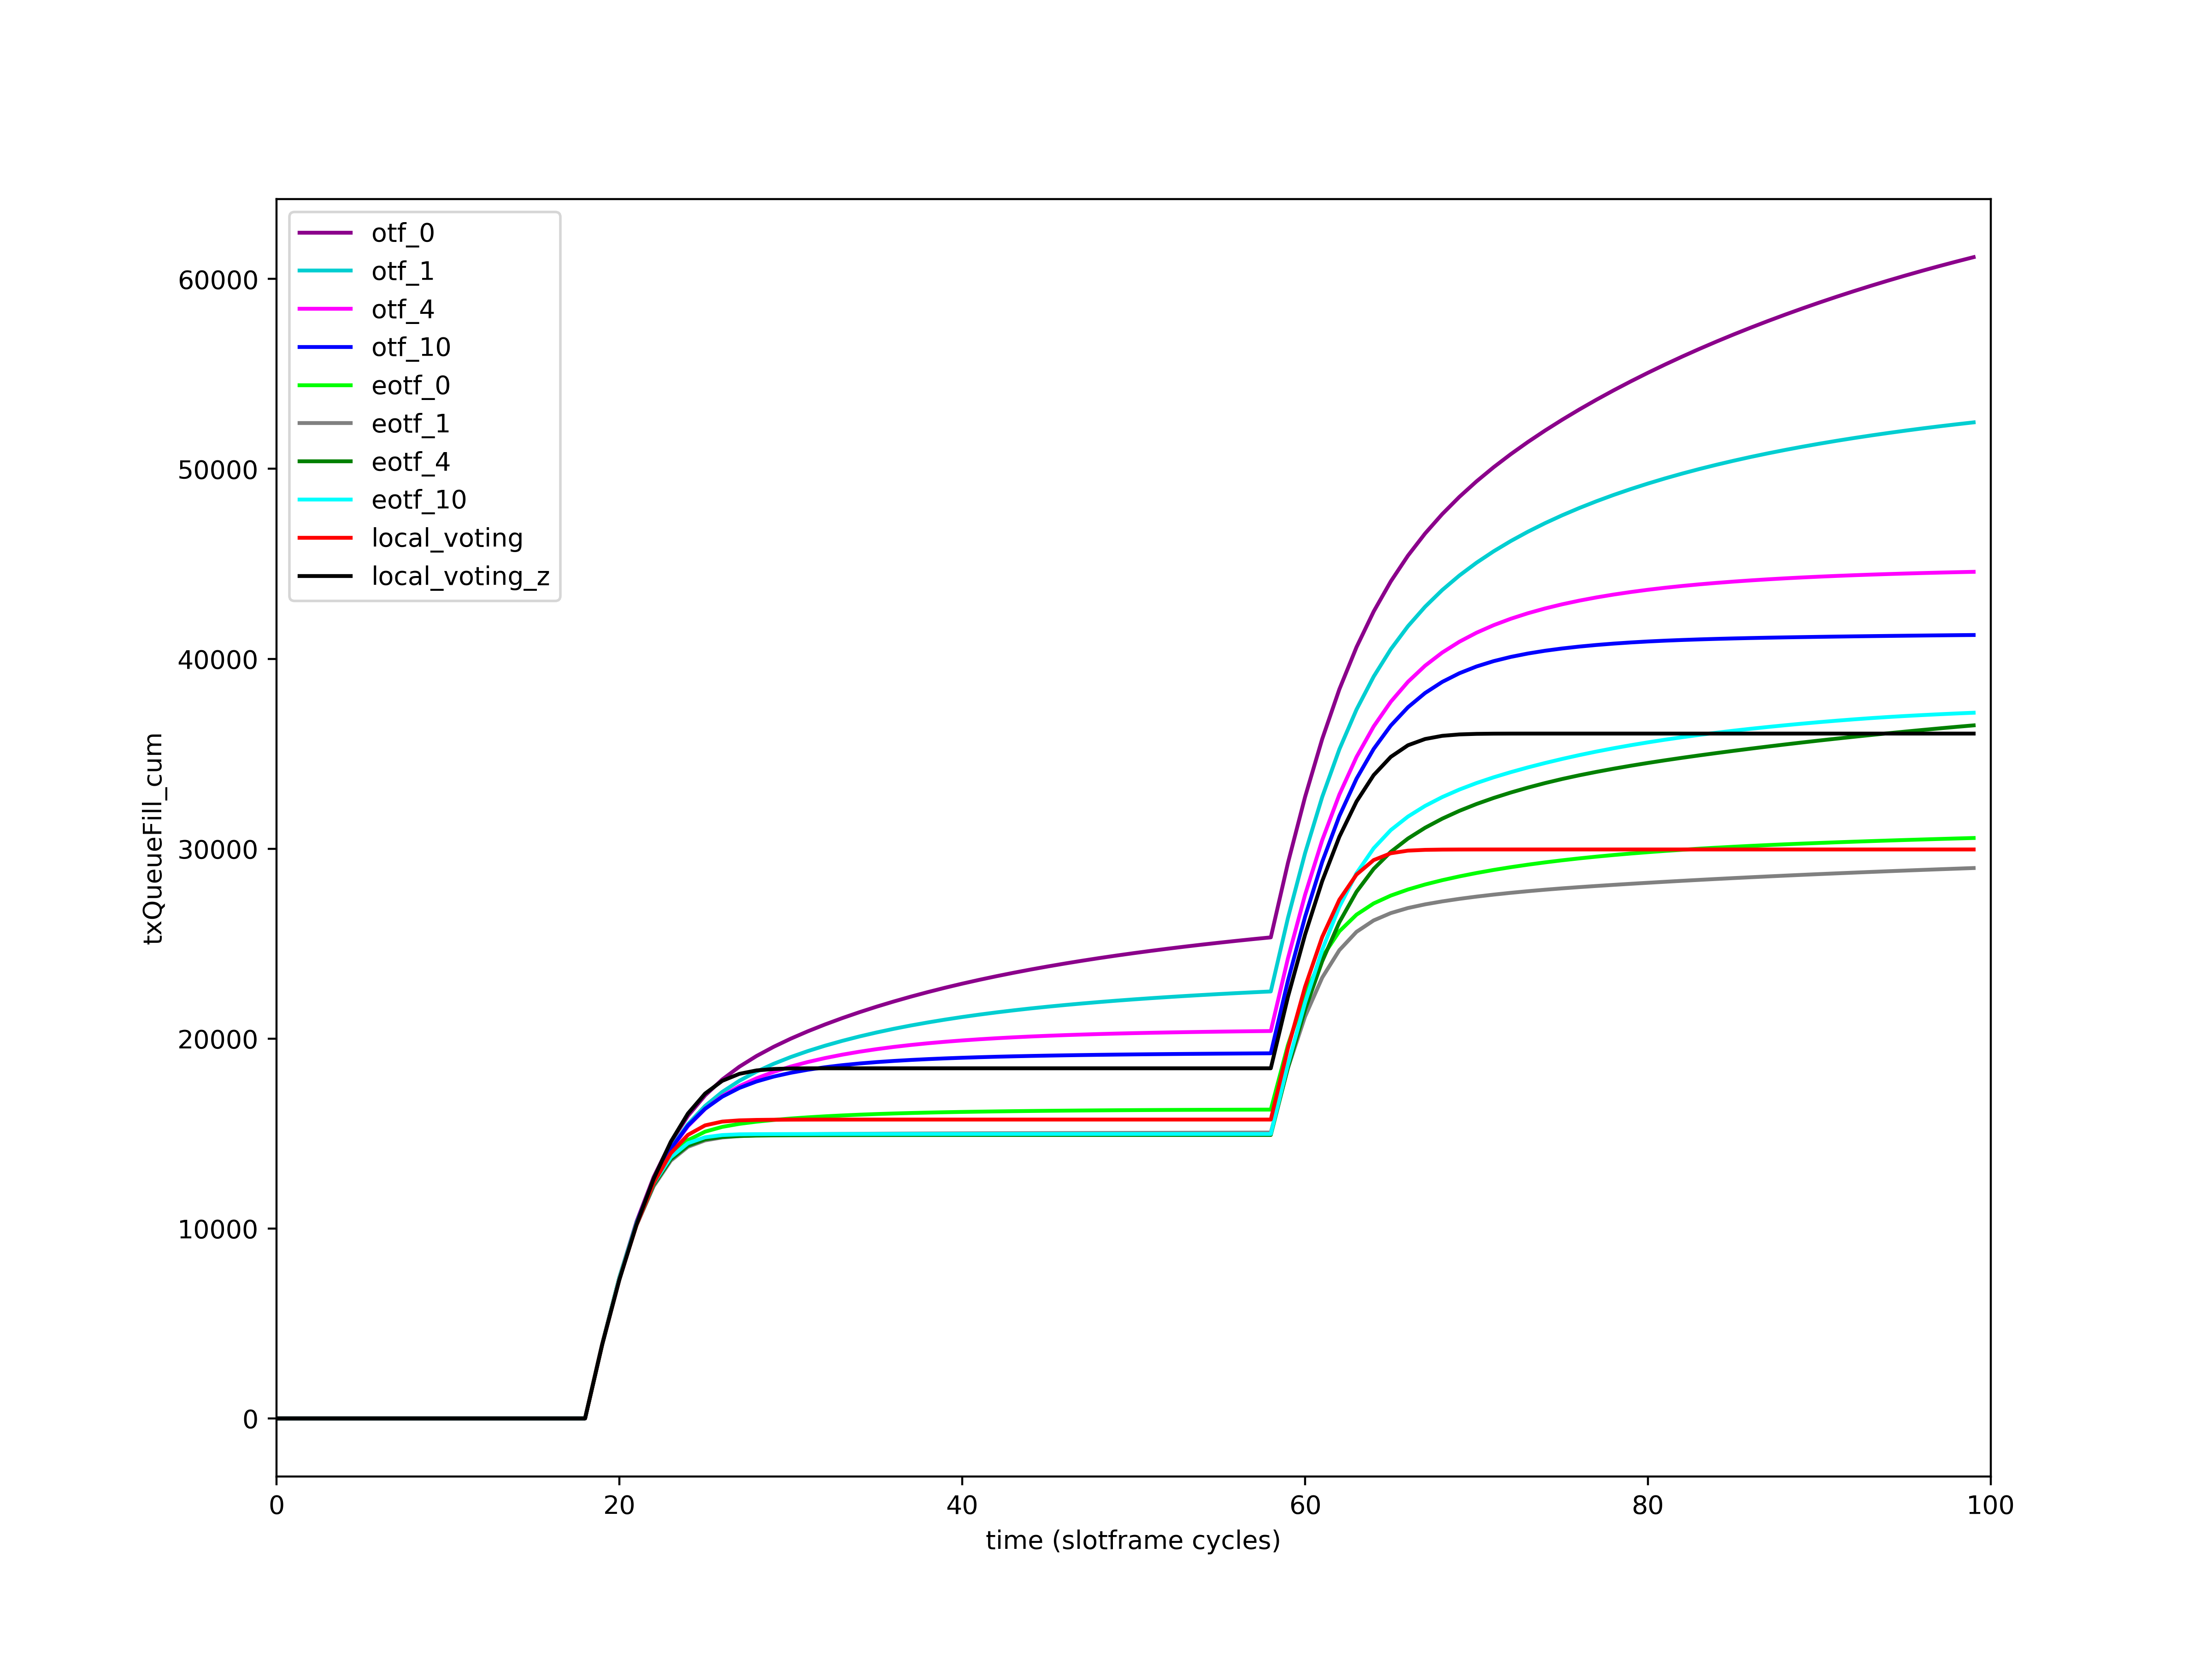 otf_0
otf_1
otf_4
otf_10
eotf_0
eotf_1
eotf_4
eotf_10
local_voting
local_voting_z
60000
50000
40000
30000
20000
10000
0
txQueueFill_cum
0 20 40 60 80 100
time (slotframe cycles)